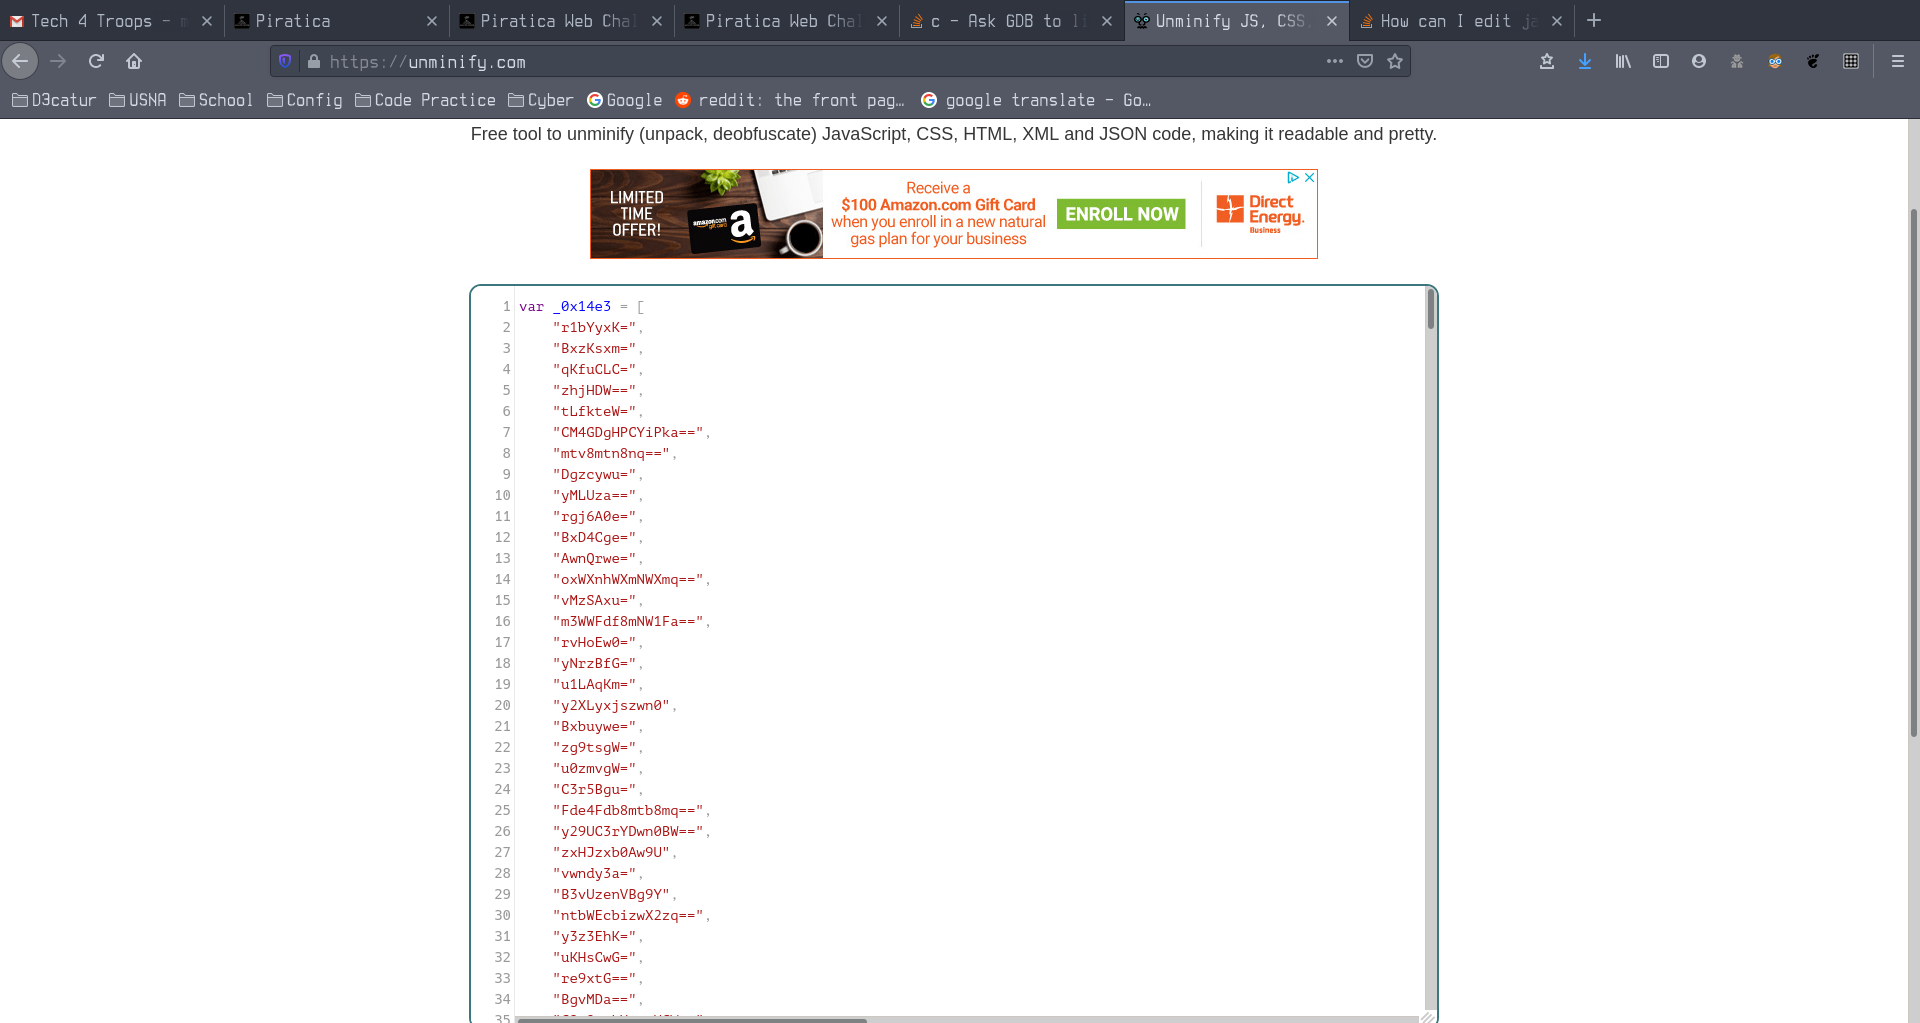 Tech 4 Troops - m
Piratica
Piratica Web Chal
Piratica Web Chal
c - Ask GDB to li
Unminify JS, CSS,
How can I edit ja
https://unminify.com
D3catur
USNA
School
Config
Code Practice
Cyber
Google
reddit: the front pag…
google translate - Go…
Free tool to unminify (unpack, deobfuscate) JavaScript, CSS, HTML, XML and JSON code, making it readable and pretty.
LIMITED
TIME
OFFER!
amazon.com
Receive a
$100 Amazon.com Gift Card
when you enroll in a new natural
gas plan for your business
ENROLL NOW
Direct
Energy.
Business
1 var _0x14e3 = [
2 "r1bYyxK=",
3 "BxzKsxm=",
4 "qKfuCLC=",
5 "zhjHDW==",
6 "tLfkteW=",
7 "CM4GDgHPCYiPka==",
8 "mtv8mtn8nq==",
9 "Dgzcywu=",
10 "yMLUza==",
11 "rgj6A0e=",
12 "BxD4Cge=",
13 "AwnQrwe=",
14 "oxWXnhWXmNWXmq==",
15 "vMzSAxu=",
16 "m3WWFdf8mNW1Fa==",
17 "rvHoEw0=",
18 "yNrzBfG=",
19 "u1LAqKm=",
20 "y2XLyxjszwn0",
21 "Bxbuywe=",
22 "zg9tsgW=",
23 "u0zmvgW=",
24 "C3r5Bgu=",
25 "Fde4Fdb8mtb8mq==",
26 "y29UC3rYDwn0BW==",
27 "zxHJzxb0Aw9U",
28 "vwndy3a=",
29 "B3vUzenVBg9Y",
30 "ntbWEcbizwX2zq==",
31 "y3z3EhK=",
32 "uKHsCwG=",
33 "re9xtG==",
34 "BgvMDa==",
35